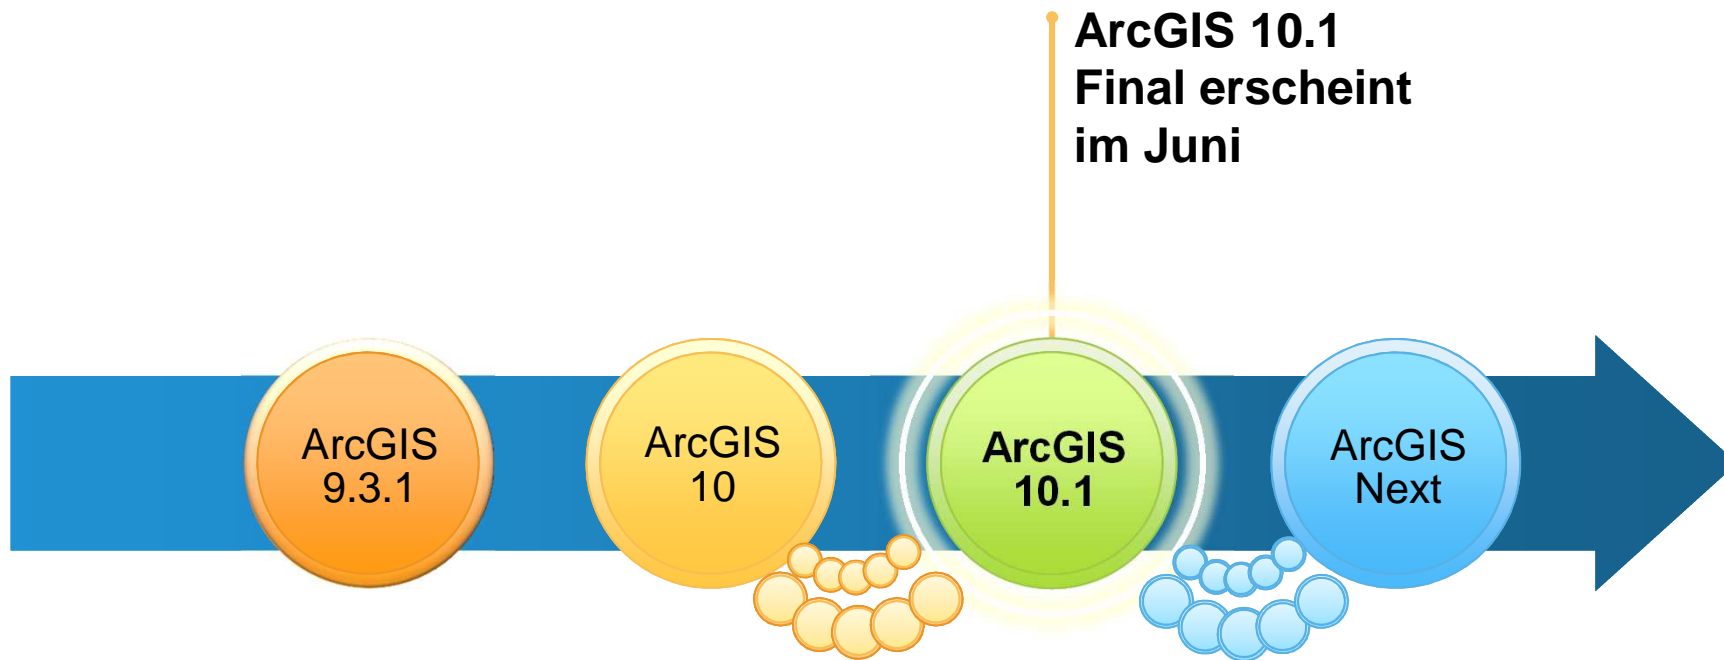 ArcGIS 10.1
Final erscheint
im Juni
ArcGIS
9.3.1
ArcGIS
10
ArcGIS
10.1
ArcGIS
Next